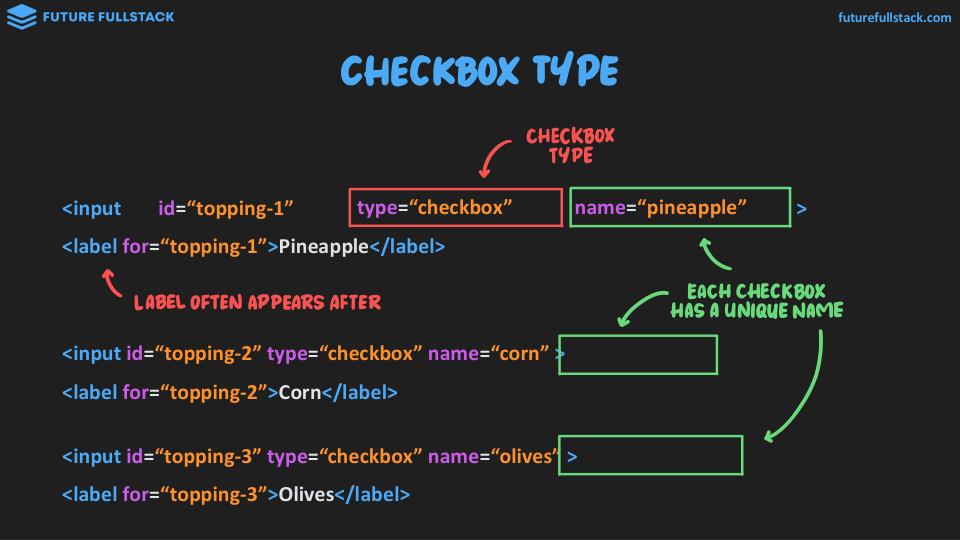 FUTURE FULLSTACK
futurefullstack.com
CHECKBOX TYPE
CHECKBOX
TYPE
<input id=“topping-1” type=“checkbox” name=“pineapple” >
<label for=“topping-1”>Pineapple</label>
LABEL OFTEN APPEARS AFTER
EACH CHECKBOX
HAS A UNIQUE NAME
<input id=“topping-2” type=“checkbox” name=“corn” >
<label for=“topping-2”>Corn</label>
<input id=“topping-3” type=“checkbox” name=“olives” >
<label for=“topping-3”>Olives</label>